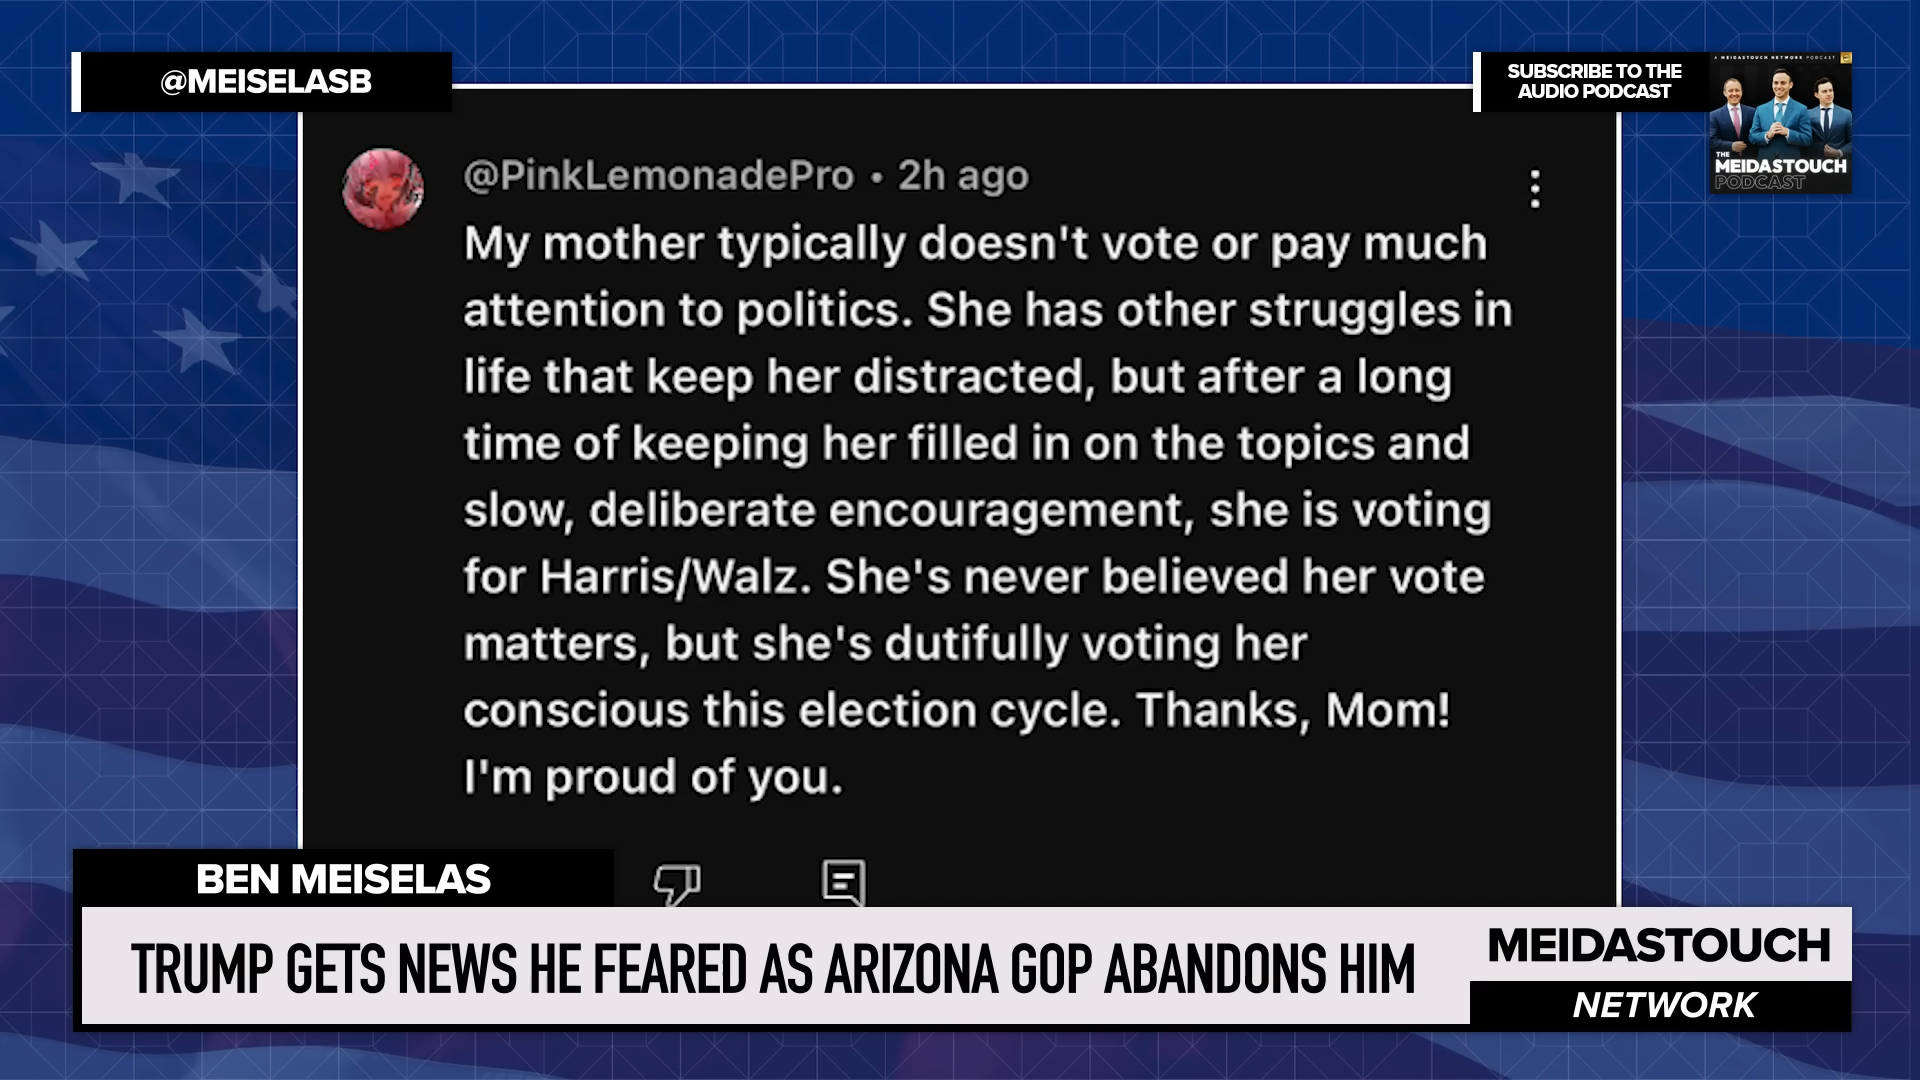 @MEISELASB
SUBSCRIBE TO THE
AUDIO PODCAST
A MEIDASTOUCH NETWORK PODCAST
THE
MEIDASTOUCH
PODCAST
@PinkLemonadePro • 2h ago
My mother typically doesn't vote or pay much
attention to politics. She has other struggles in
life that keep her distracted, but after a long
time of keeping her filled in on the topics and
slow, deliberate encouragement, she is voting
for Harris/Walz. She's never believed her vote
matters, but she's dutifully voting her
conscious this election cycle. Thanks, Mom!
I'm proud of you.
BEN MEISELAS
TRUMP GETS NEWS HE FEARED AS ARIZONA GOP ABANDONS HIM
MEIDASTOUCH
NETWORK